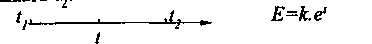 t₁ t₂ E=k.eᵗ
t